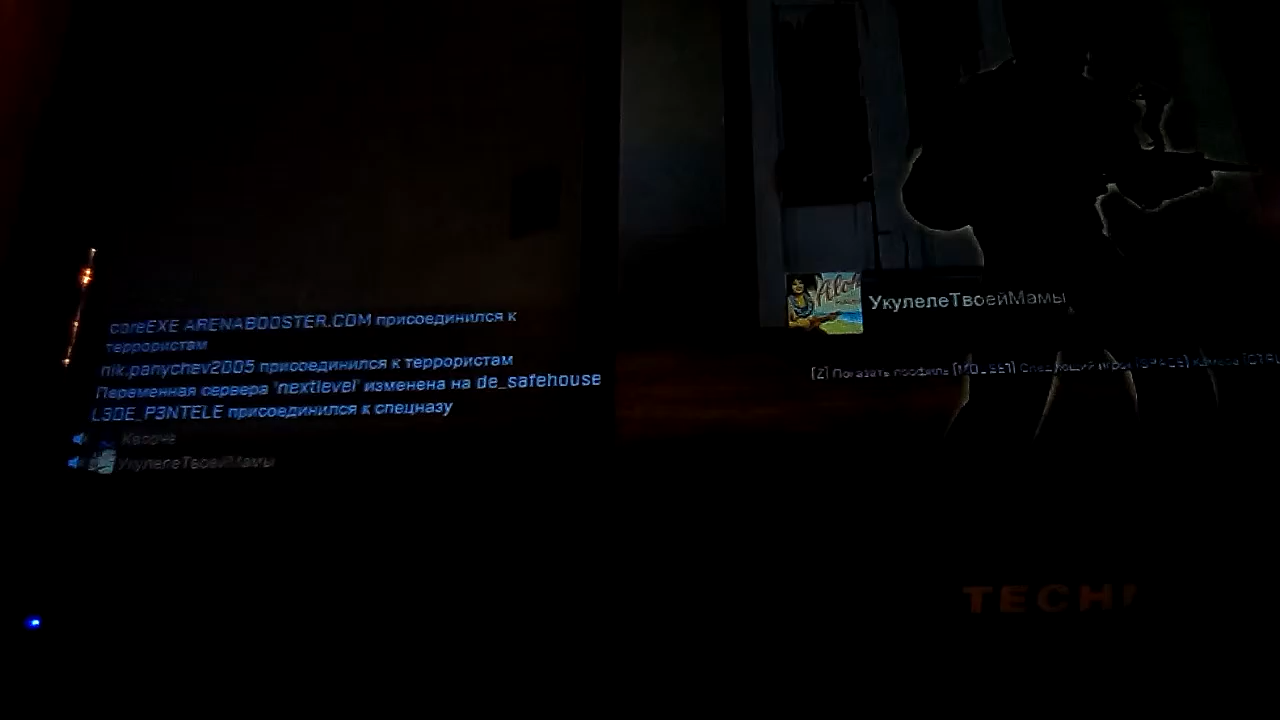 coreEXE ARENABOOSTER.COM присоединился к
террористам
nik.panychev2005 присоединился к террористам
Переменная сервера 'nextlevel' изменена на de_safehouse
L3DE_P3NTELE присоединился к спецназу
УкулелеТвоейМамы
Aloh
УкулелеТвоейМамы
[Z] Показать профиль
TECH